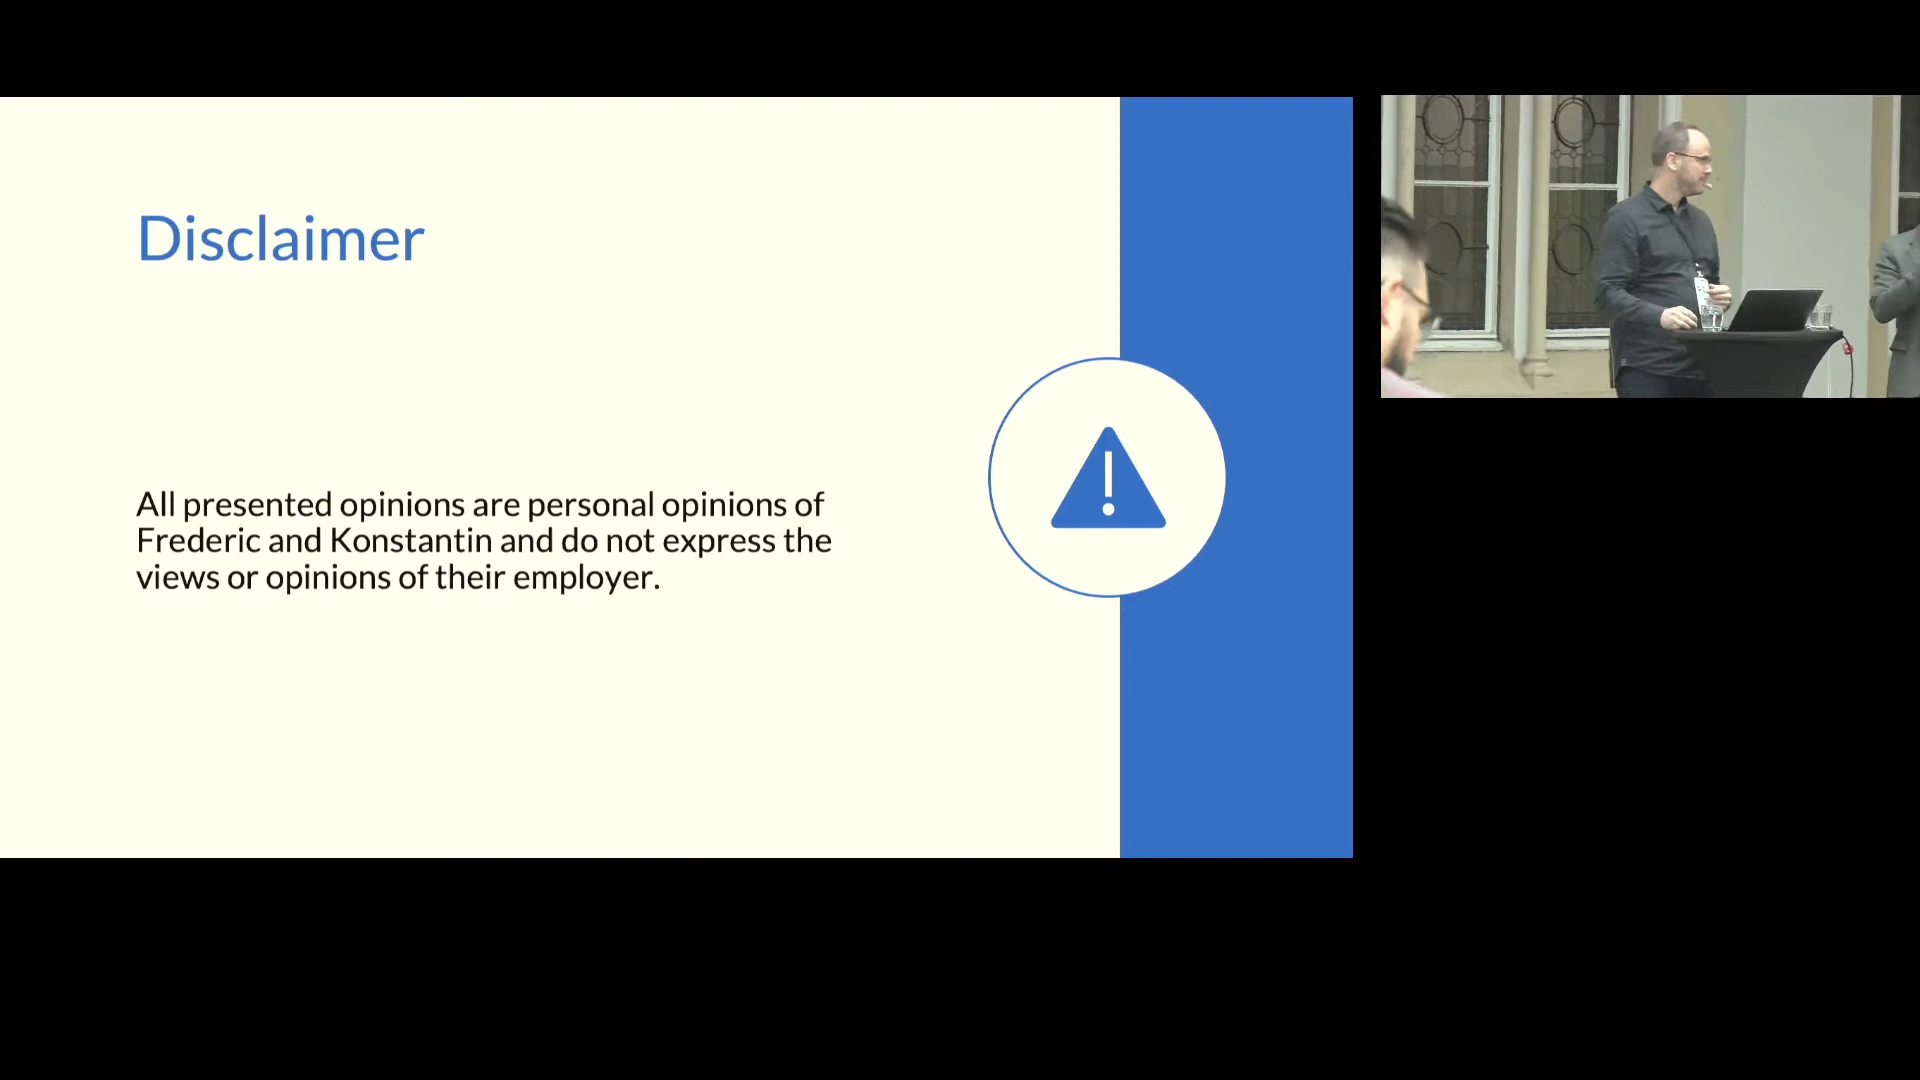 Disclaimer
All presented opinions are personal opinions of
Frederic and Konstantin and do not express the
views or opinions of their employer.